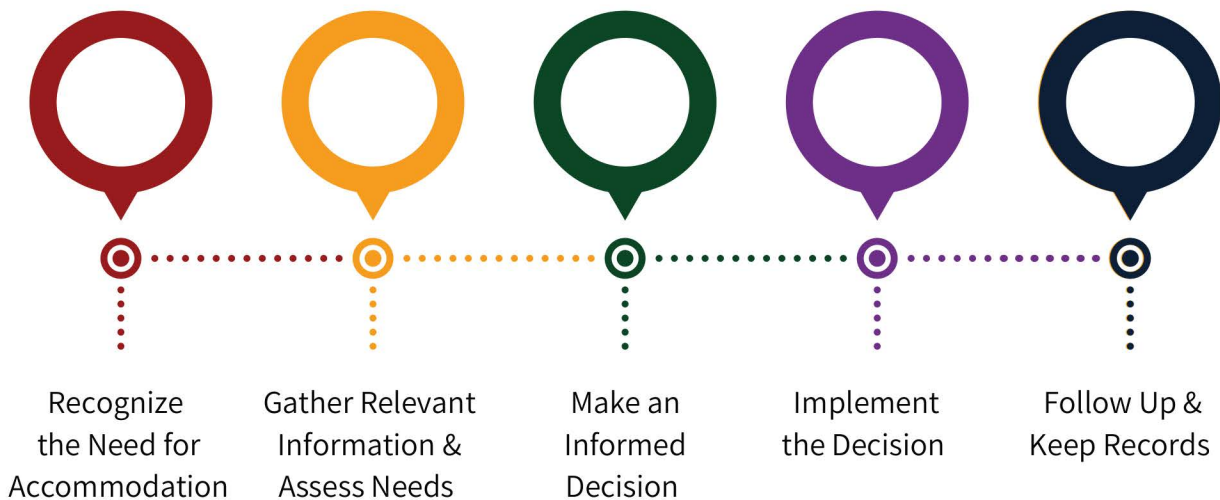 Recognize
the Need for
Accommodation
Gather Relevant
Information &
Assess Needs
Make an
Informed
Decision
Implement
the Decision
Follow Up &
Keep Records